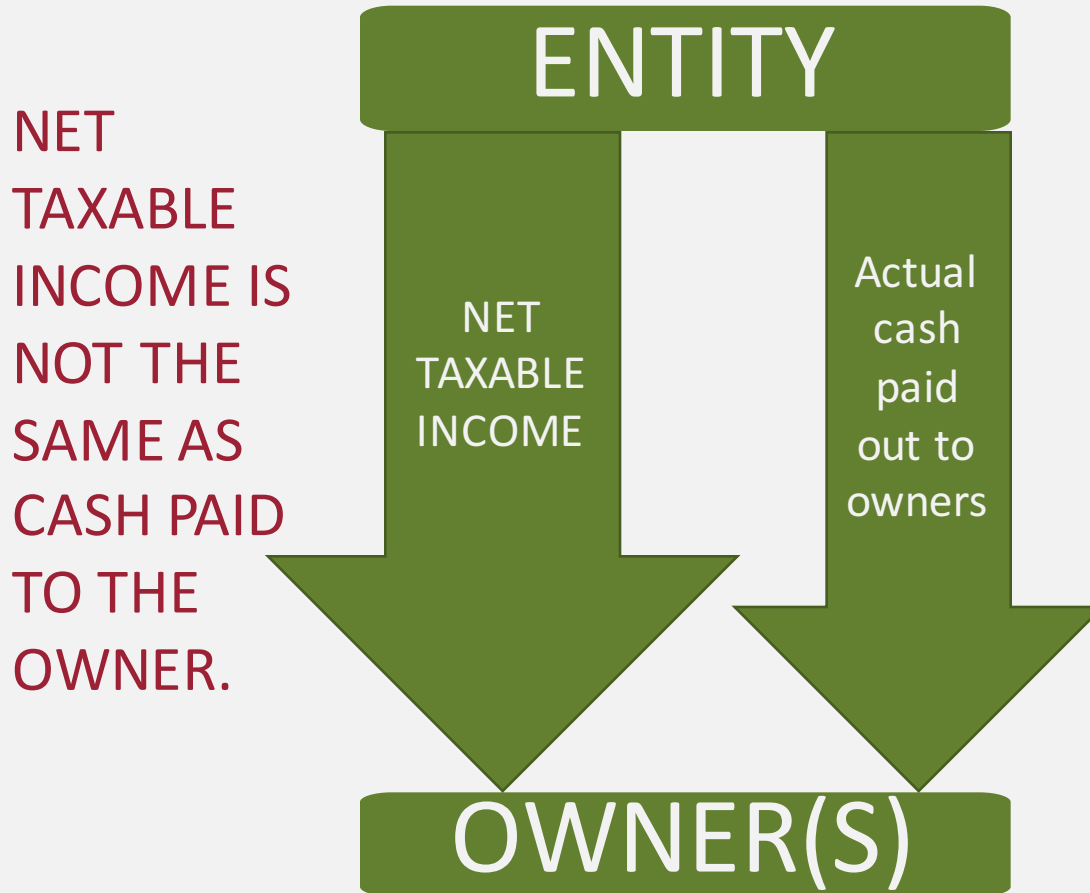 ENTITY
NET
TAXABLE
INCOME IS
NOT THE
SAME AS
CASH PAID
TO THE
OWNER.
NET
TAXABLE
INCOME
Actual
cash
paid
out to
owners
OWNER(S)